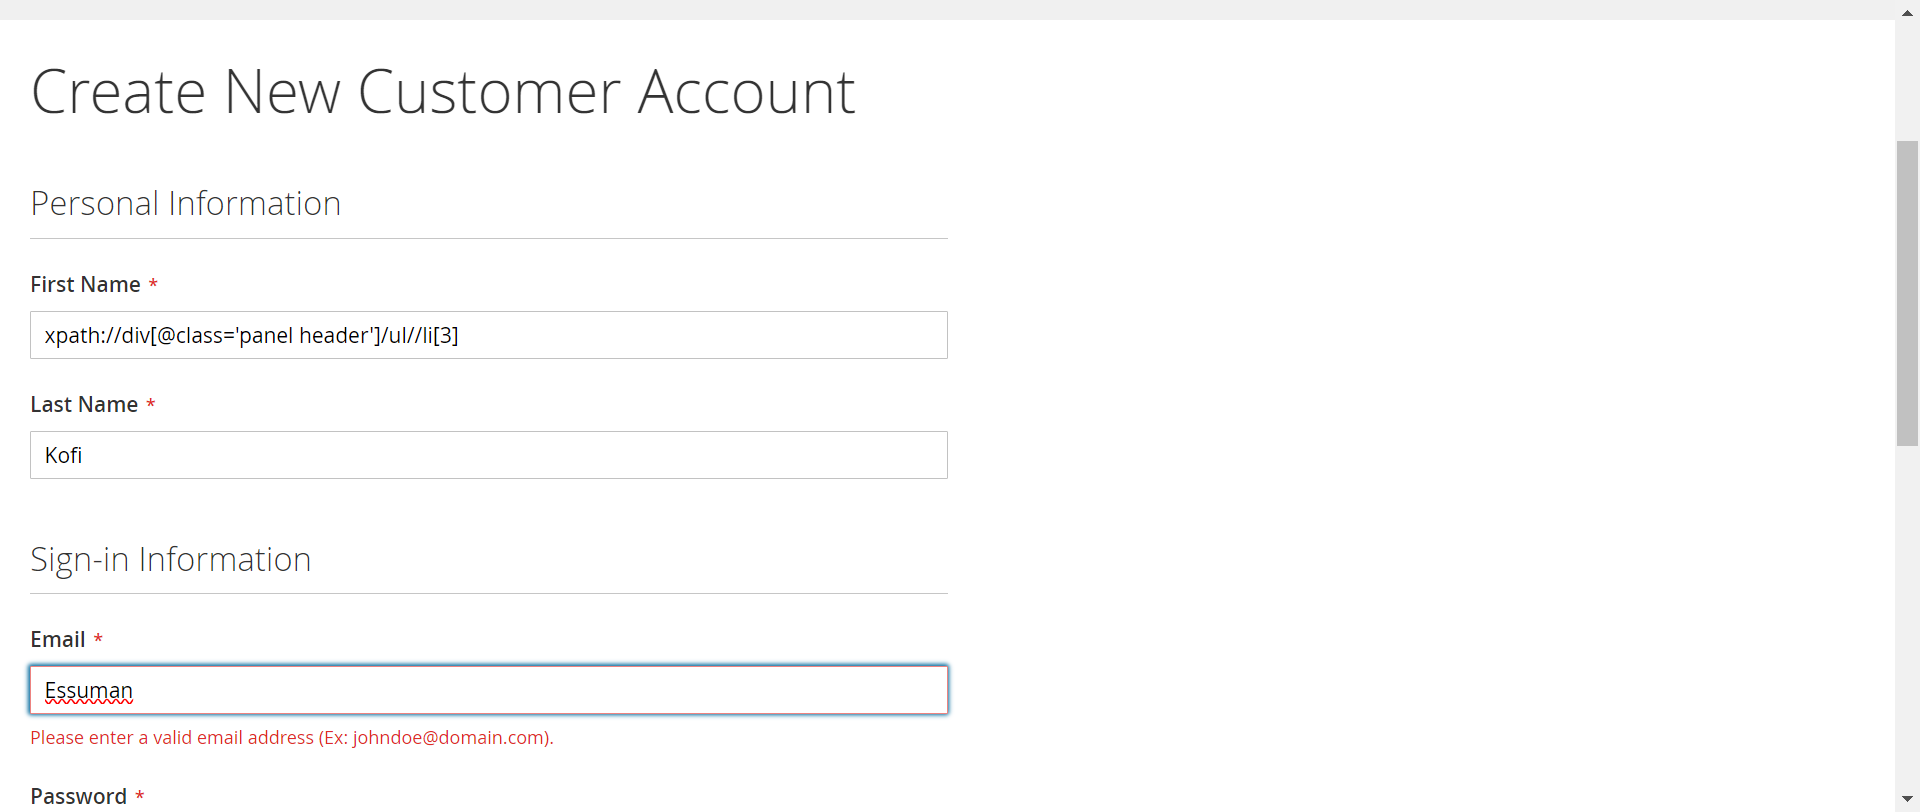 Create New Customer Account
Personal Information
First Name *
xpath://div[@class='panel header']/ul//li[3]
Last Name *
Kofi
Sign-in Information
Email *
Essuman
Please enter a valid email address (Ex: johndoe@domain.com).
Password *